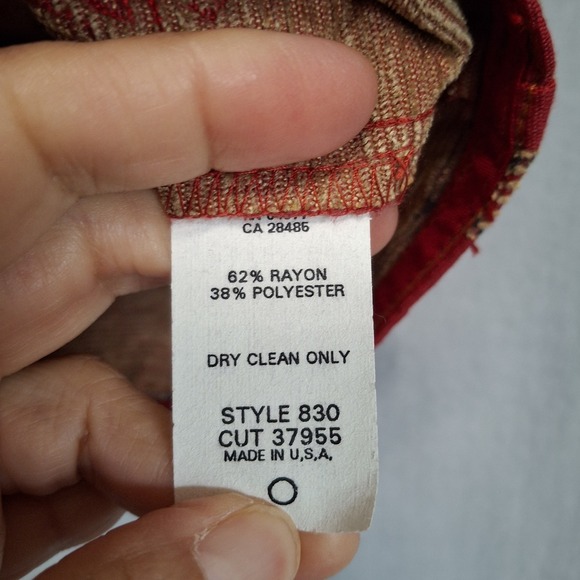 CA 28485
62% RAYON
38% POLYESTER
DRY CLEAN ONLY
STYLE 830
CUT 37955
MADE IN U,S,A,